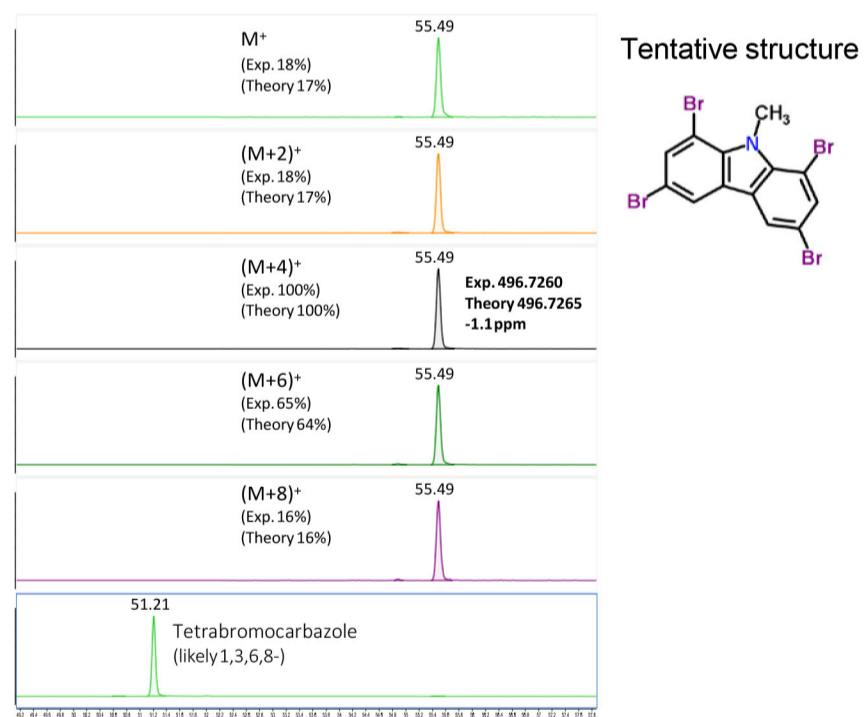 55.49
M⁺
(Exp. 18%)
(Theory 17%)
Tentative structure
Br
CH₃
N
Br
Br
Br
55.49
(M+2)⁺
(Exp. 18%)
(Theory 17%)
55.49
(M+4)⁺
(Exp. 100%)
(Theory 100%)
Exp. 496.7260
Theory 496.7265
-1.1 ppm
55.49
(M+6)⁺
(Exp. 65%)
(Theory 64%)
55.49
(M+8)⁺
(Exp. 16%)
(Theory 16%)
51.21
Tetrabromocarbazole
(likely 1,3,6,8-)